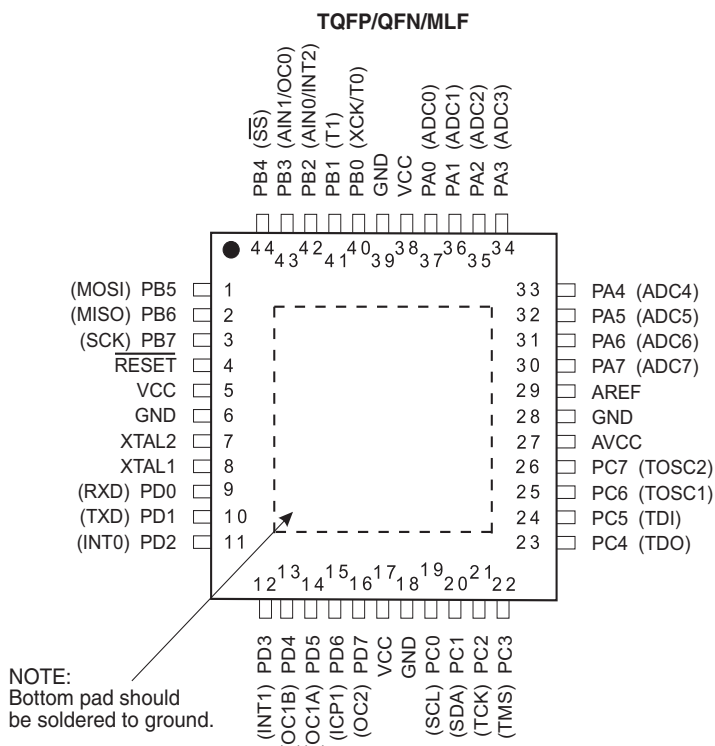 TQFP/QFN/MLF
PB4 (SS)
PB3 (AIN1/OC0)
PB2 (AIN0/INT2)
PB1 (T1)
PB0 (XCK/T0)
GND
VCC
PA0 (ADC0)
PA1 (ADC1)
PA2 (ADC2)
PA3 (ADC3)
44
43
42
41
40
39
38
37
36
35
34
(MOSI) PB5 1
(MISO) PB6 2
(SCK) PB7 3
RESET 4
VCC 5
GND 6
XTAL2 7
XTAL1 8
(RXD) PD0 9
(TXD) PD1 10
(INT0) PD2 11
33 PA4 (ADC4)
32 PA5 (ADC5)
31 PA6 (ADC6)
30 PA7 (ADC7)
29 AREF
28 GND
27 AVCC
26 PC7 (TOSC2)
25 PC6 (TOSC1)
24 PC5 (TDI)
23 PC4 (TDO)
12
13
14
15
16
17
18
19
20
21
22
(INT1) PD3
(OC1B) PD4
(OC1A) PD5
(ICP1) PD6
(OC2) PD7
VCC
GND
(SCL) PC0
(SDA) PC1
(TCK) PC2
(TMS) PC3
NOTE:
Bottom pad should
be soldered to ground.